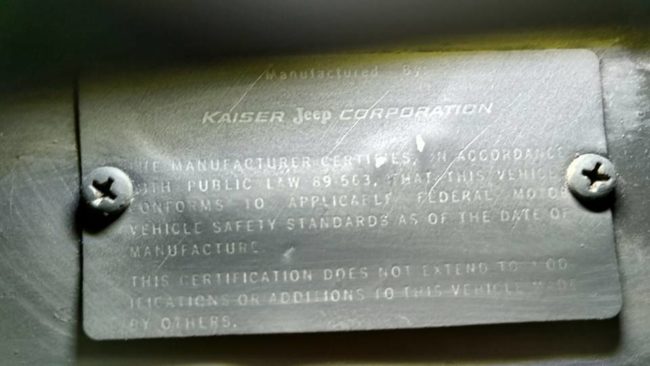 Manufactured by:
KAISER Jeep CORPORATION
THE MANUFACTURER CERTIFIES, IN ACCORDANCE
WITH PUBLIC LAW 89-563, THAT THIS VEHICLE
CONFORMS TO APPLICABLE FEDERAL MOTOR
VEHICLE SAFETY STANDARDS AS OF THE DATE OF
MANUFACTURE
THIS CERTIFICATION DOES NOT EXTEND TO MOD
IFICATIONS OR ADDITIONS TO THIS VEHICLE MADE
BY OTHERS.